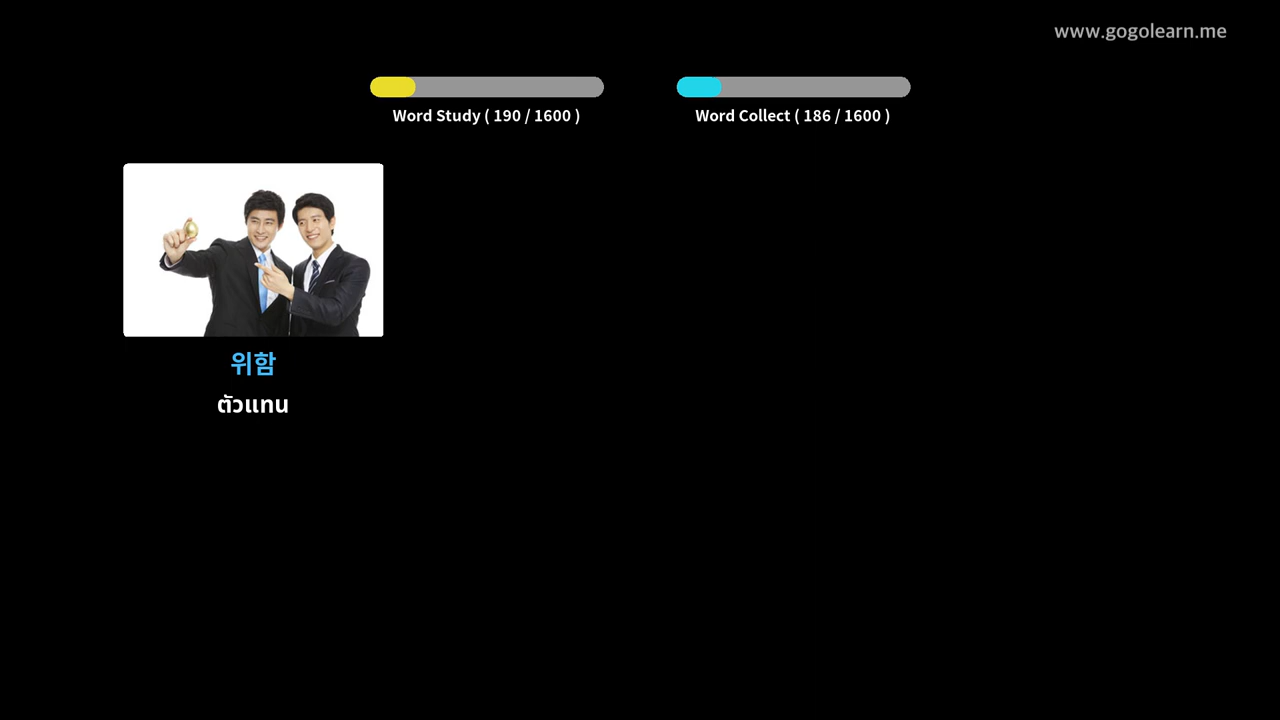 www.gogolearn.me
Word Study ( 190 / 1600 )
Word Collect ( 186 / 1600 )
위함
ตัวแทน